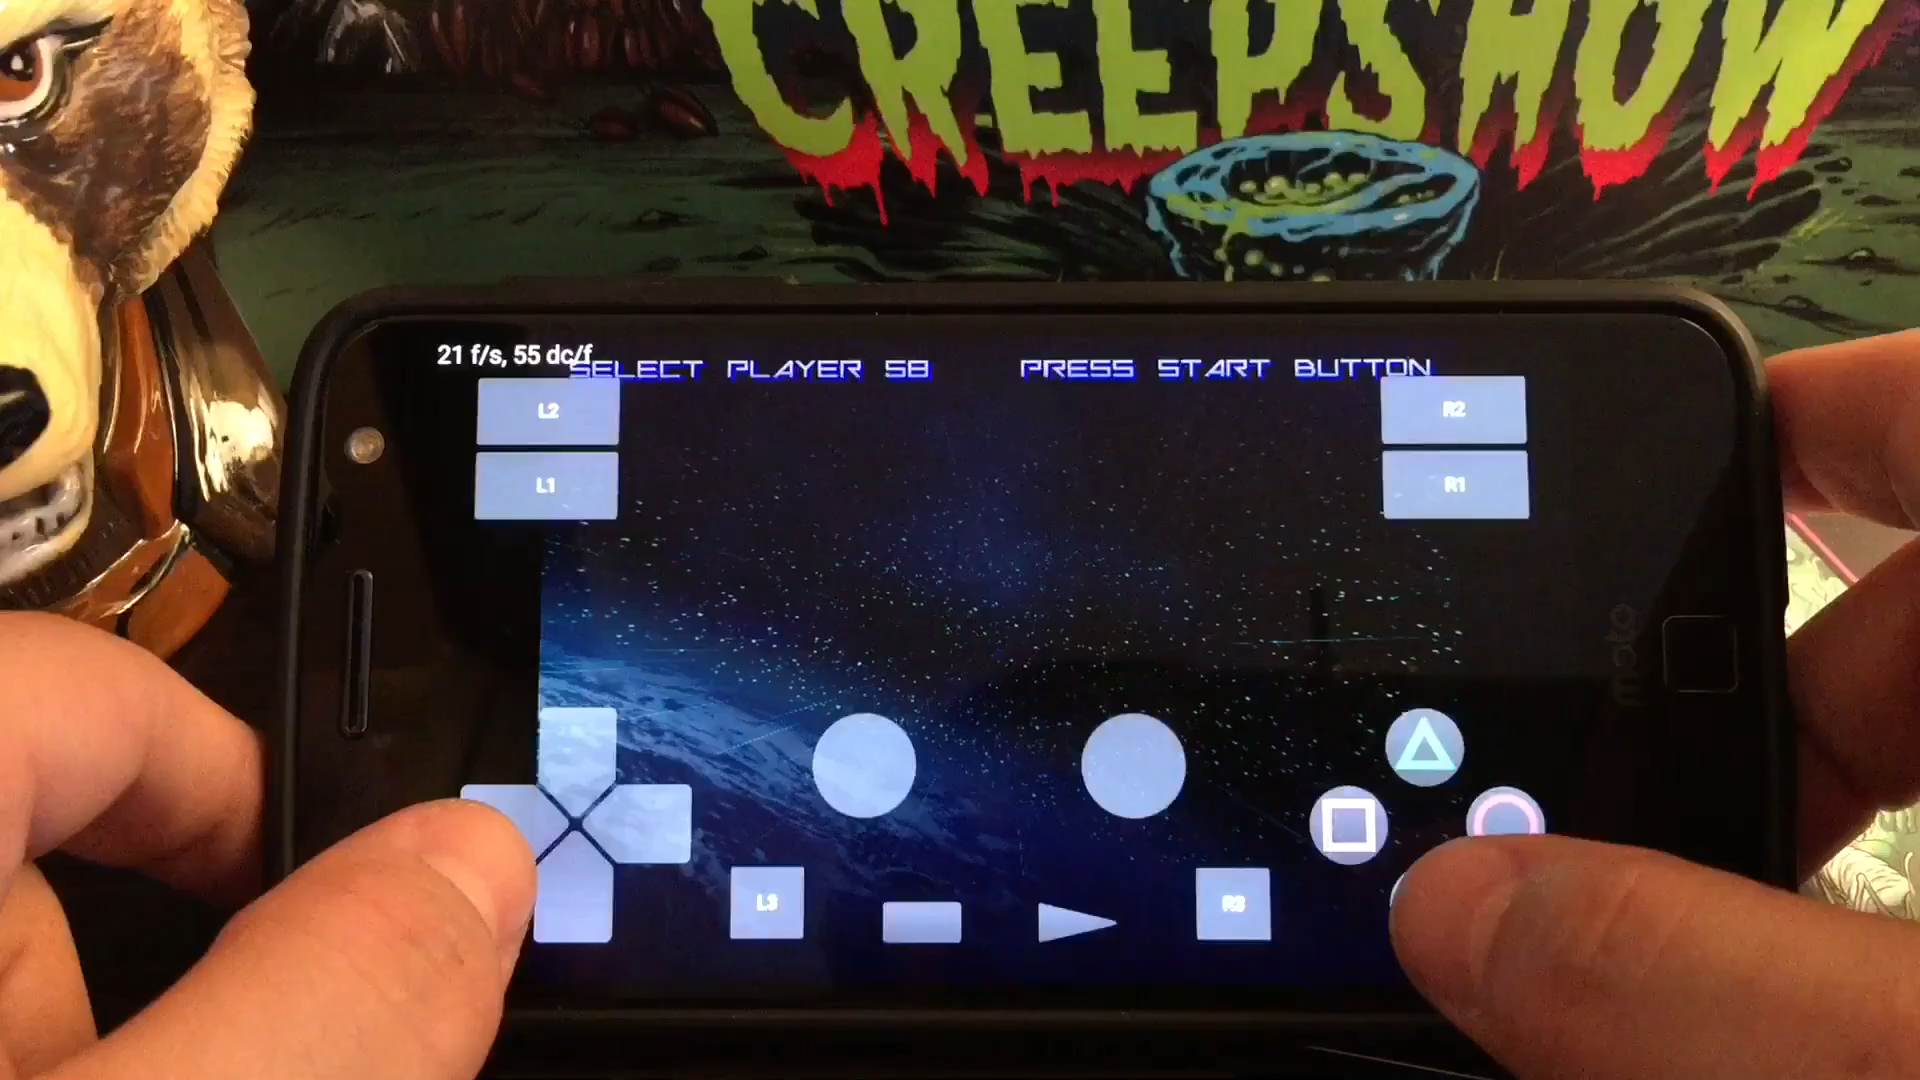 CREEPSHOW
21 f/s, 55 dc/f
SELECT PLAYER 58 PRESS START BUTTON
L2
R2
L1
R1
moto
L3
R3